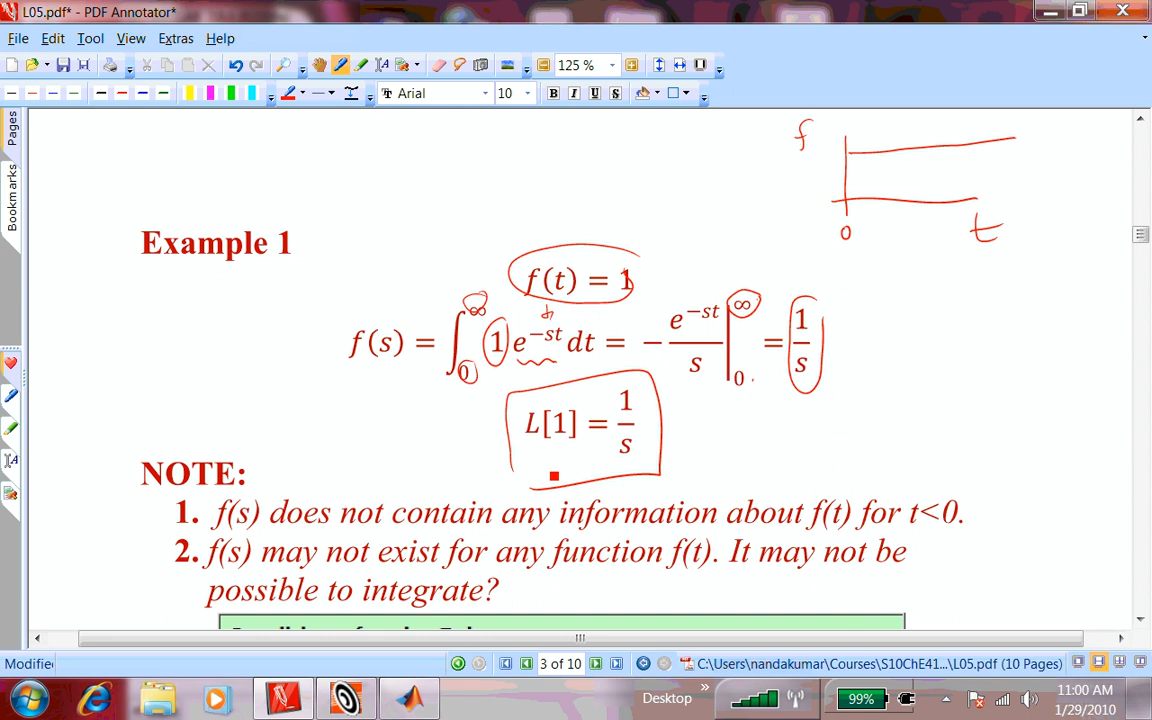 L05.pdf* - PDF Annotator*
File Edit Tool View Extras Help
125 %
Arial 10 B I U S
Pages
Bookmarks
f
0 t
Example 1
f(t) = 1
f(s) = ∫₀^∞ 1 e^{−st} dt = − e^{−st}/s |₀^∞ = 1/s
L[1] = 1/s
NOTE:
1. f(s) does not contain any information about f(t) for t<0.
2. f(s) may not exist for any function f(t). It may not be
possible to integrate?
Modifie 3 of 10 C:\Users\nandakumar\Courses\S10ChE41...\L05.pdf (10 Pages)
Desktop » 99% 11:00 AM
1/29/2010